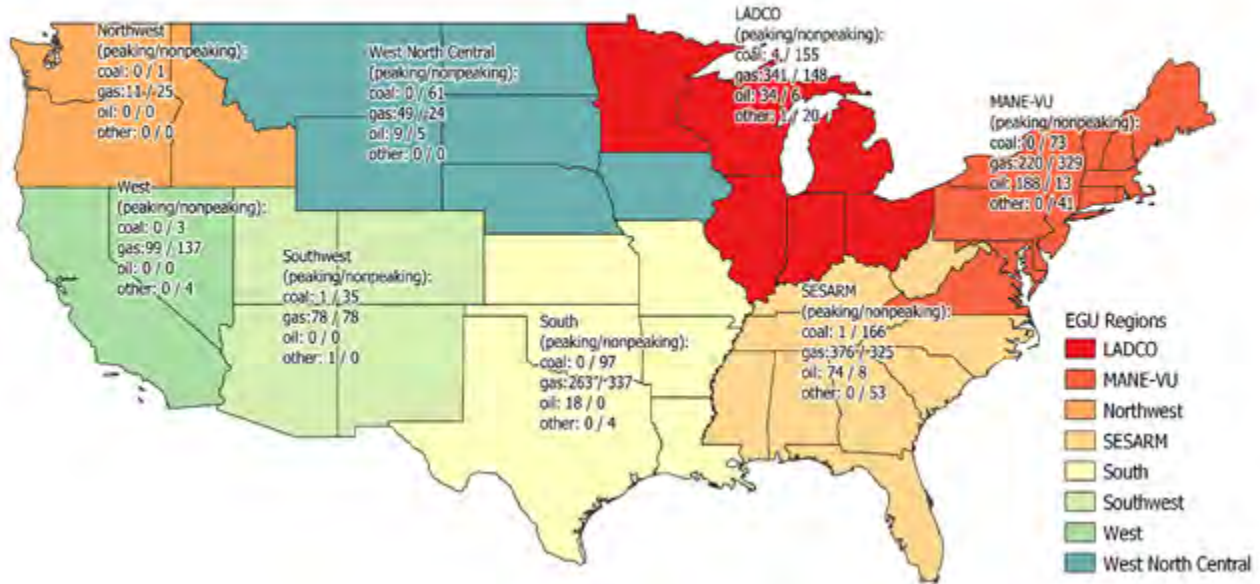 Northwest
(peaking/nonpeaking):
coal: 0 / 1
gas:11 / 25
oil: 0 / 0
other: 0 / 0
West North Central
(peaking/nonpeaking):
coal: 0 / 61
gas:49 / 24
oil: 9 / 5
other: 0 / 0
LADCO
(peaking/nonpeaking):
coal: 4 / 155
gas:341 / 148
oil: 34 / 6
other: 1 / 20
MANE-VU
(peaking/nonpeaking):
coal: 0 / 73
gas:220 / 329
oil: 188 / 13
other: 0 / 41
West
(peaking/nonpeaking):
coal: 0 / 3
gas:99 / 137
oil: 0 / 0
other: 0 / 4
Southwest
(peaking/nonpeaking):
coal: 1 / 35
gas:78 / 78
oil: 0 / 0
other: 1 / 0
South
(peaking/nonpeaking):
coal: 0 / 97
gas:263 / 337
oil: 18 / 0
other: 0 / 4
SESARM
(peaking/nonpeaking):
coal: 1 / 166
gas:376 / 325
oil: 74 / 8
other: 0 / 53
EGU Regions
LADCO
MANE-VU
Northwest
SESARM
South
Southwest
West
West North Central